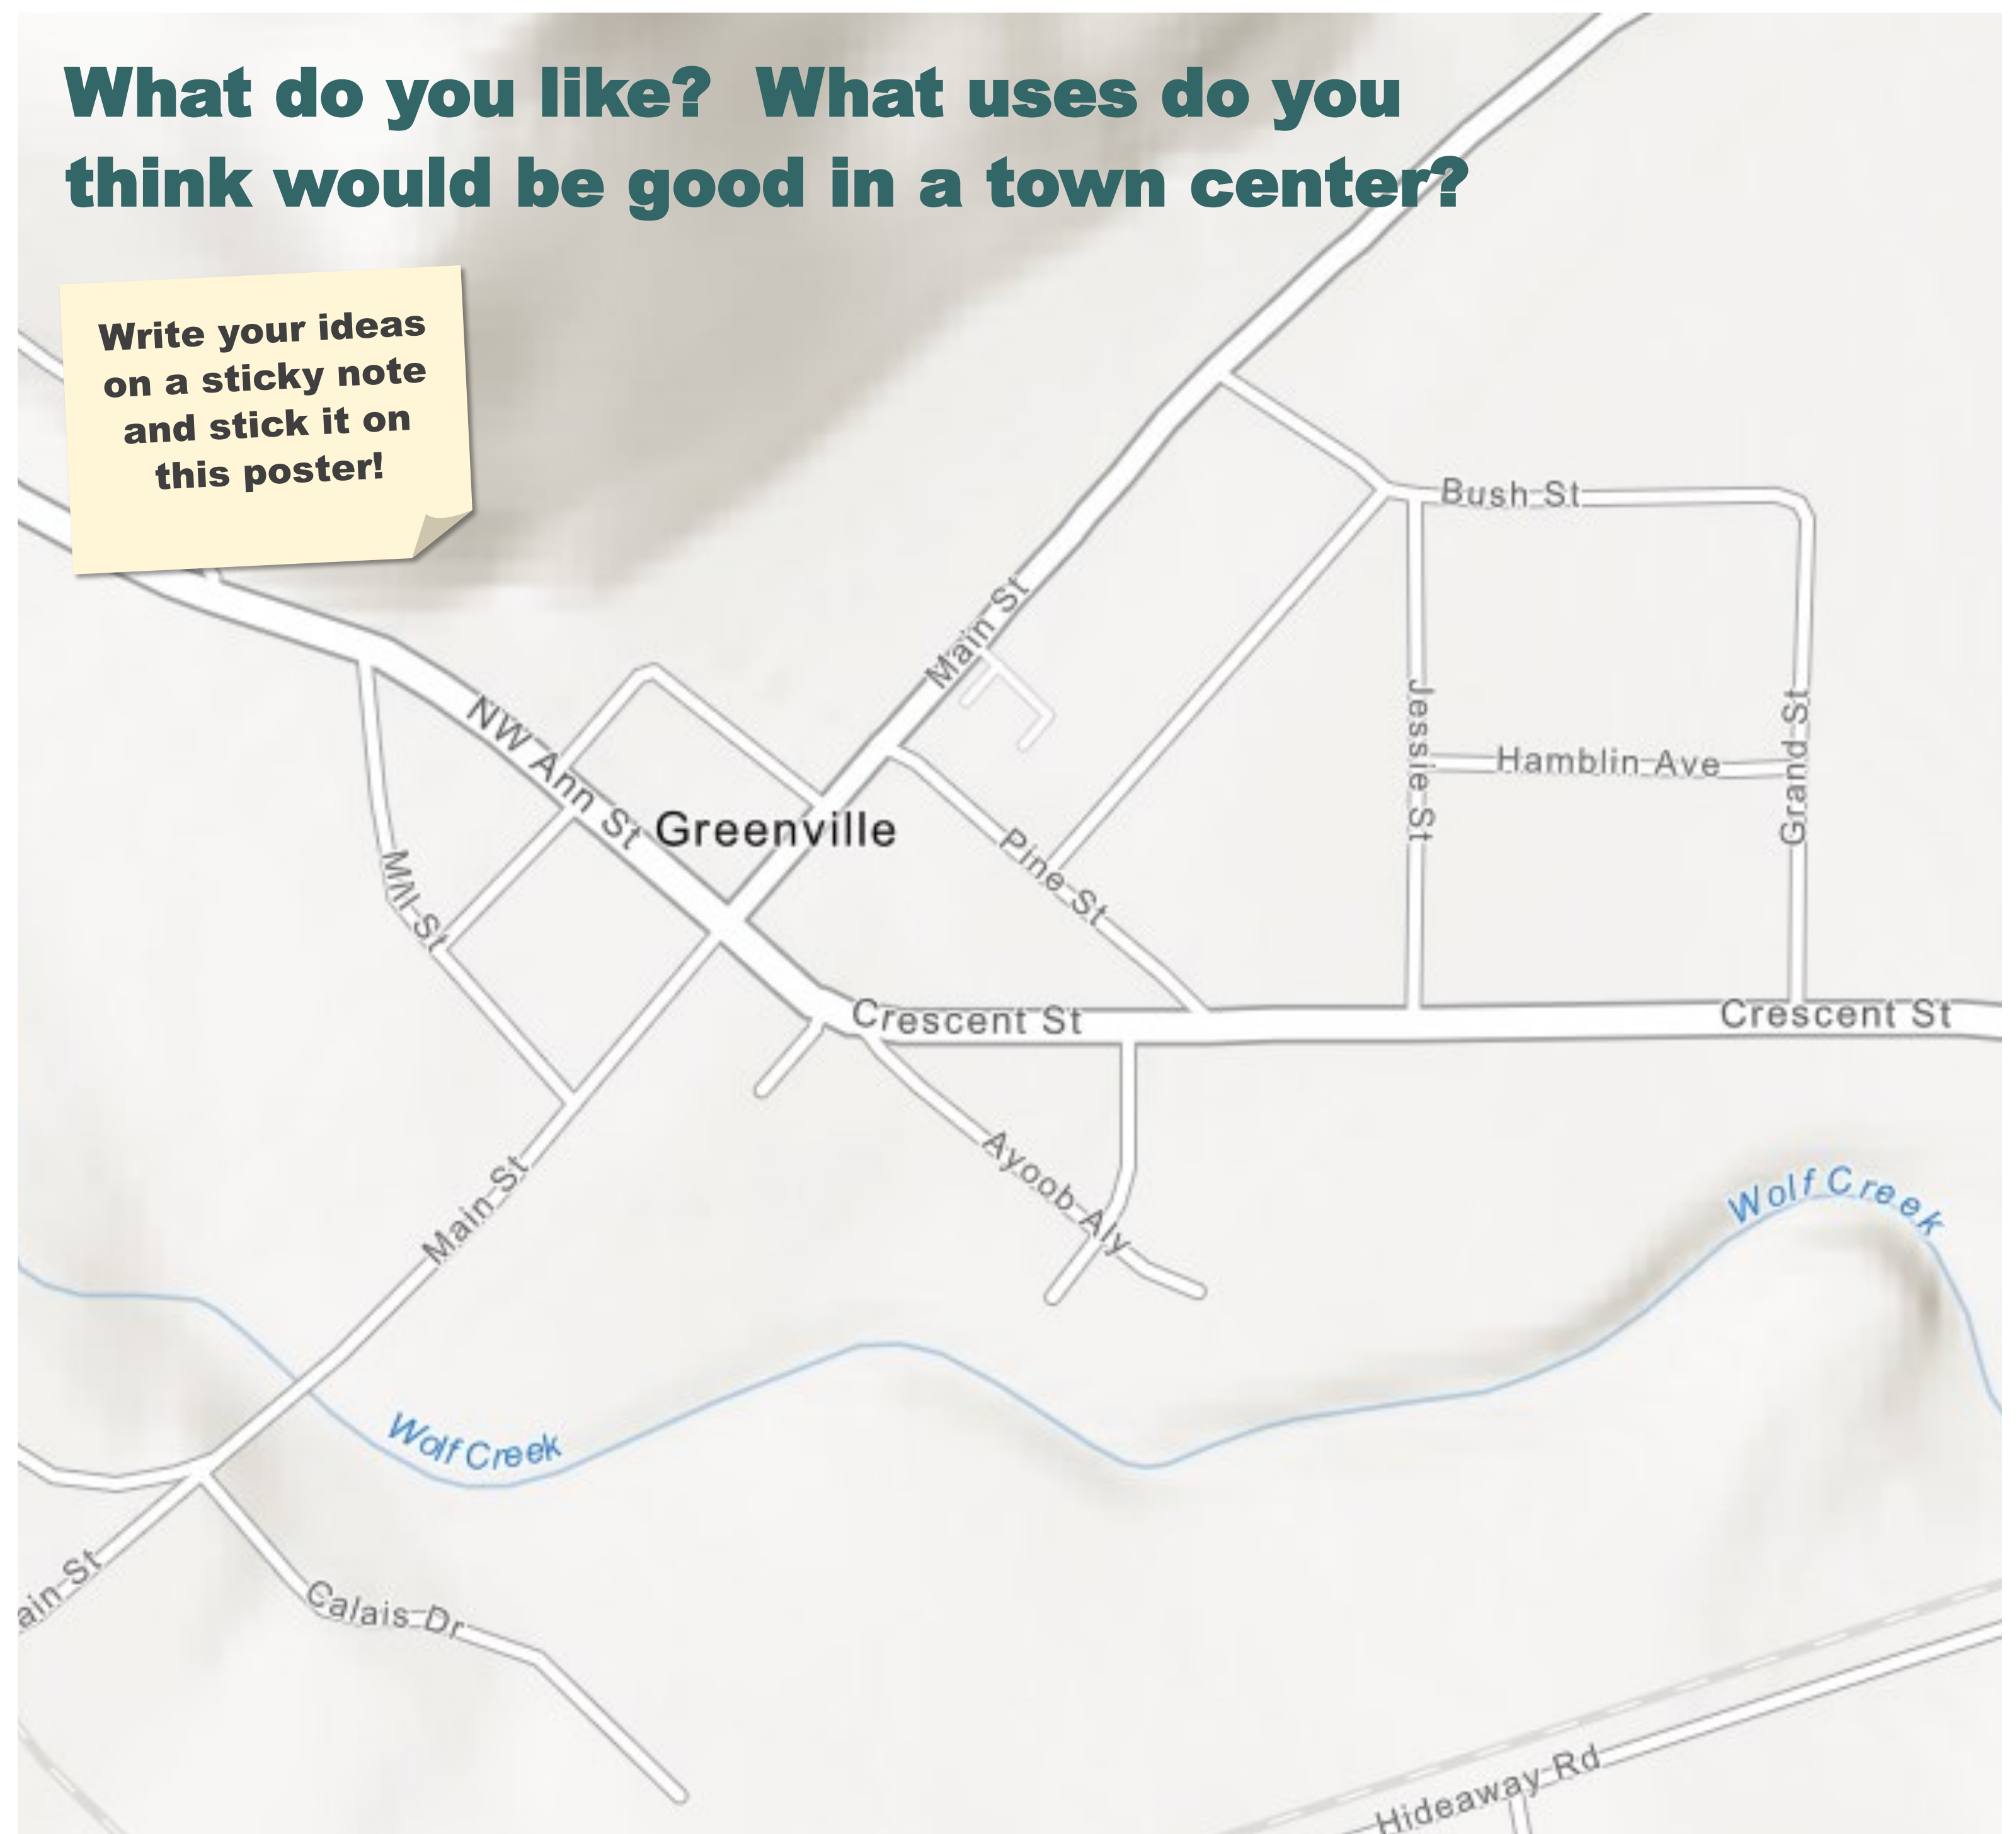 What do you like?  What uses do you
think would be good in a town center?
Write your ideas
on a sticky note
and stick it on
this poster!
Bush St
Main St
Jessie St
Hamblin Ave
Grand St
NW Ann St
Greenville
Pine St
Mill St
Crescent St
Crescent St
Ayoob Aly
Main St
Wolf Creek
Wolf Creek
ain St
Calais Dr
Hideaway Rd